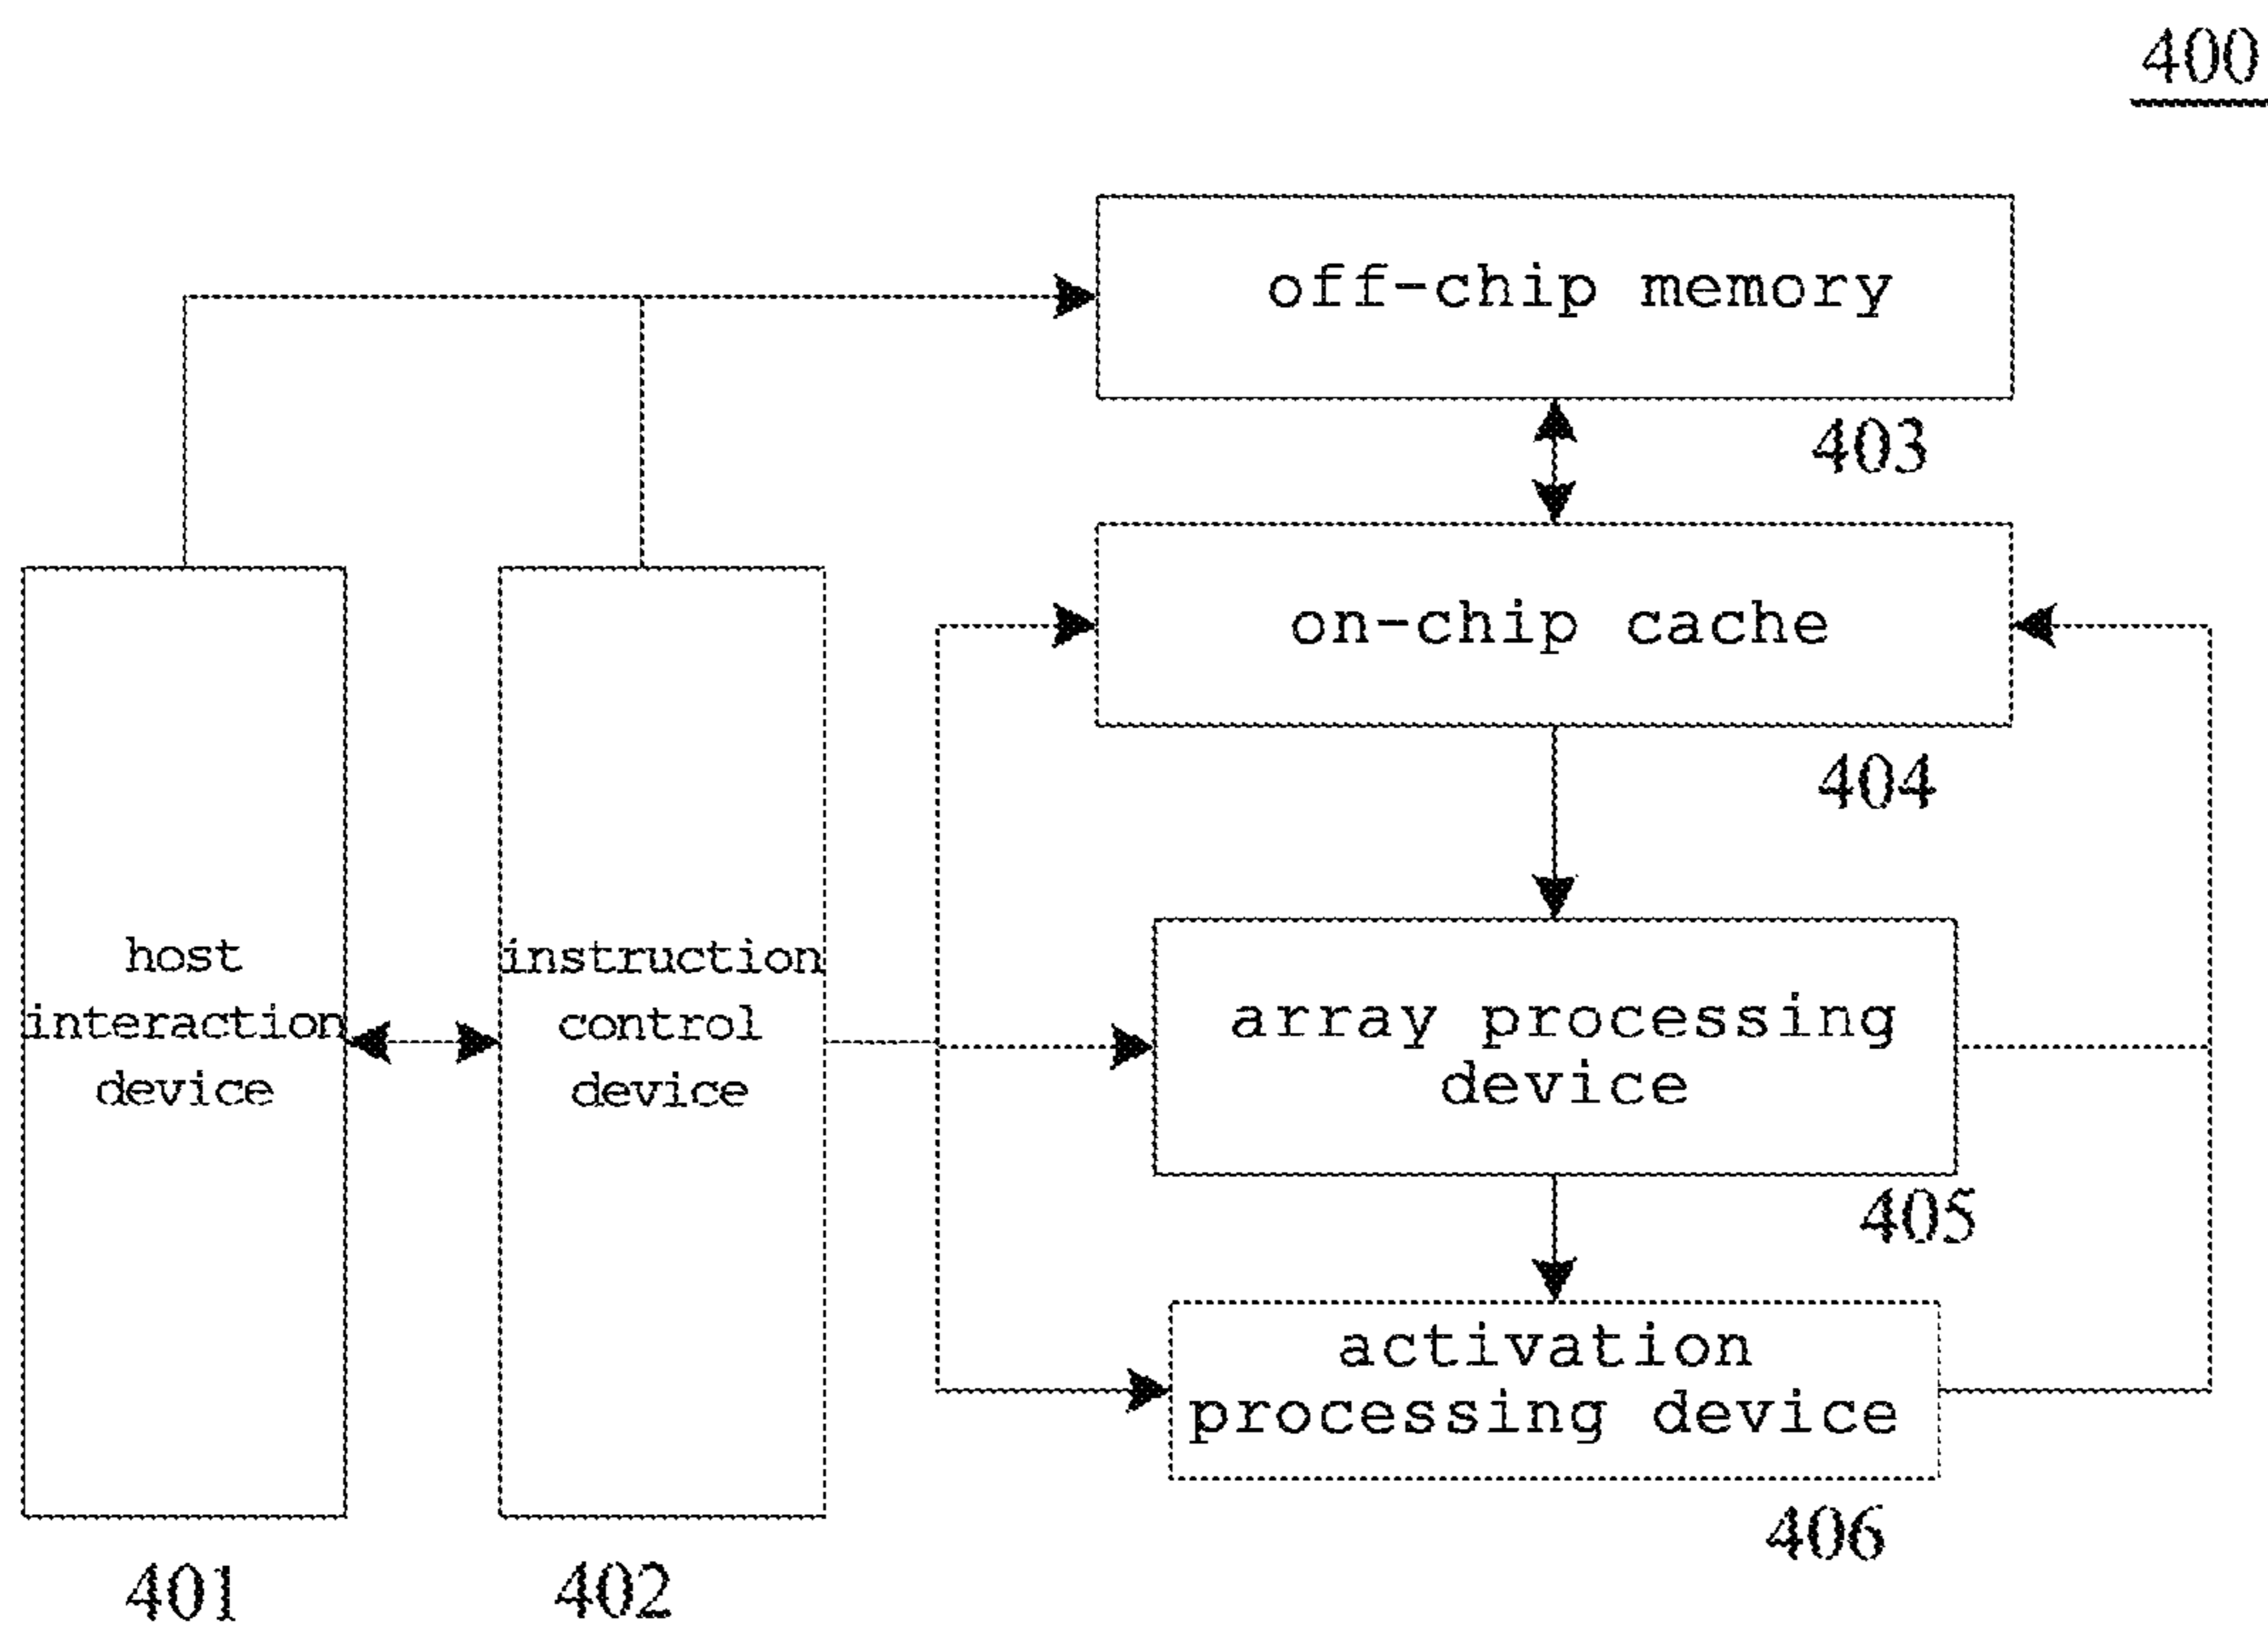 400
off-chip memory
403
on-chip cache
404
host
interaction
device
401
instruction
control
device
402
array processing
device
405
activation
processing device
406